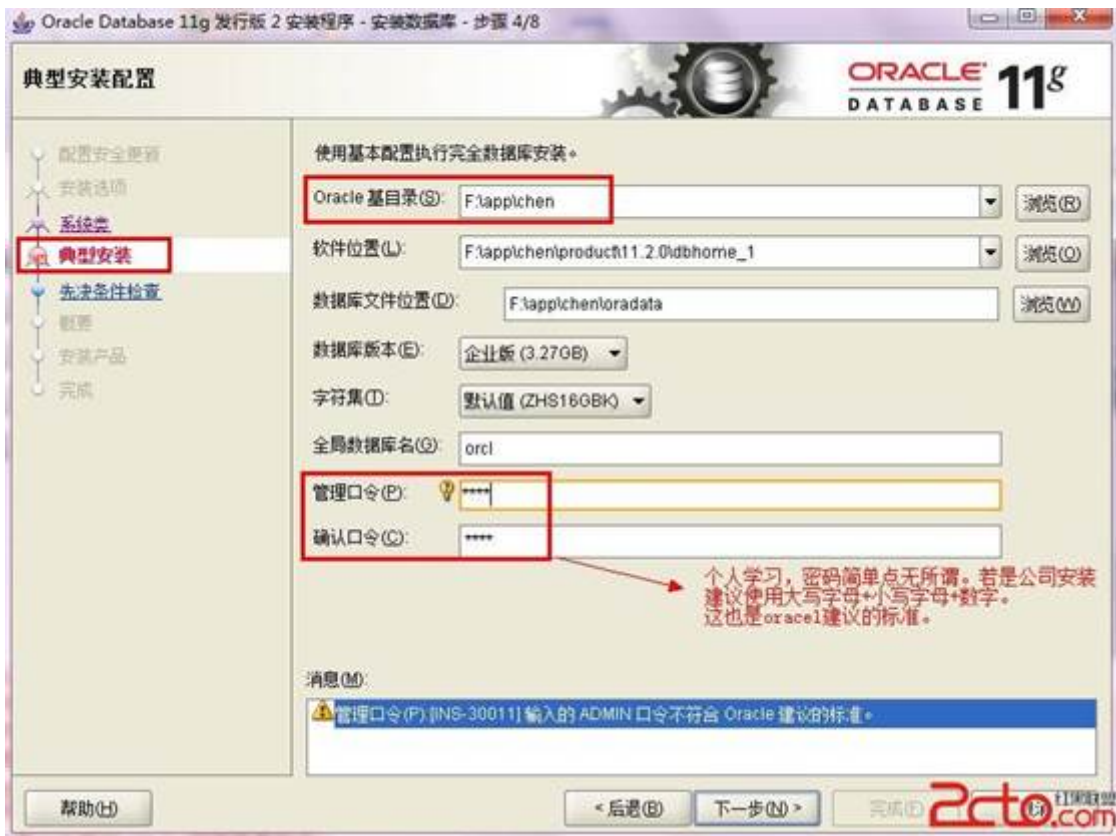 Oracle Database 11g 发行版 2 安装程序 - 安装数据库 - 步骤 4/8
典型安装配置
ORACLE
DATABASE 11g
配置安全更新
安装选项
系统类
典型安装
先决条件检查
概要
安装产品
完成
使用基本配置执行完全数据库安装。
Oracle 基目录(S): F:\app\chen 浏览(R)
软件位置(L): F:\app\chen\product\11.2.0\dbhome_1 浏览(O)
数据库文件位置(D): F:\app\chen\oradata 浏览(W)
数据库版本(E): 企业版 (3.27GB)
字符集(T): 默认值 (ZHS16GBK)
全局数据库名(G): orcl
管理口令(P): ****
确认口令(C): ****
个人学习，密码简单点无所谓。若是公司安装
建议使用大写字母+小写字母+数字。
这也是oracel建议的标准。
消息(M):
管理口令(P):[INS-30011] 输入的 ADMIN 口令不符合 Oracle 建议的标准。
帮助(H) < 后退(B) 下一步(N) > 完成(F)
2cto.com
红黑联盟